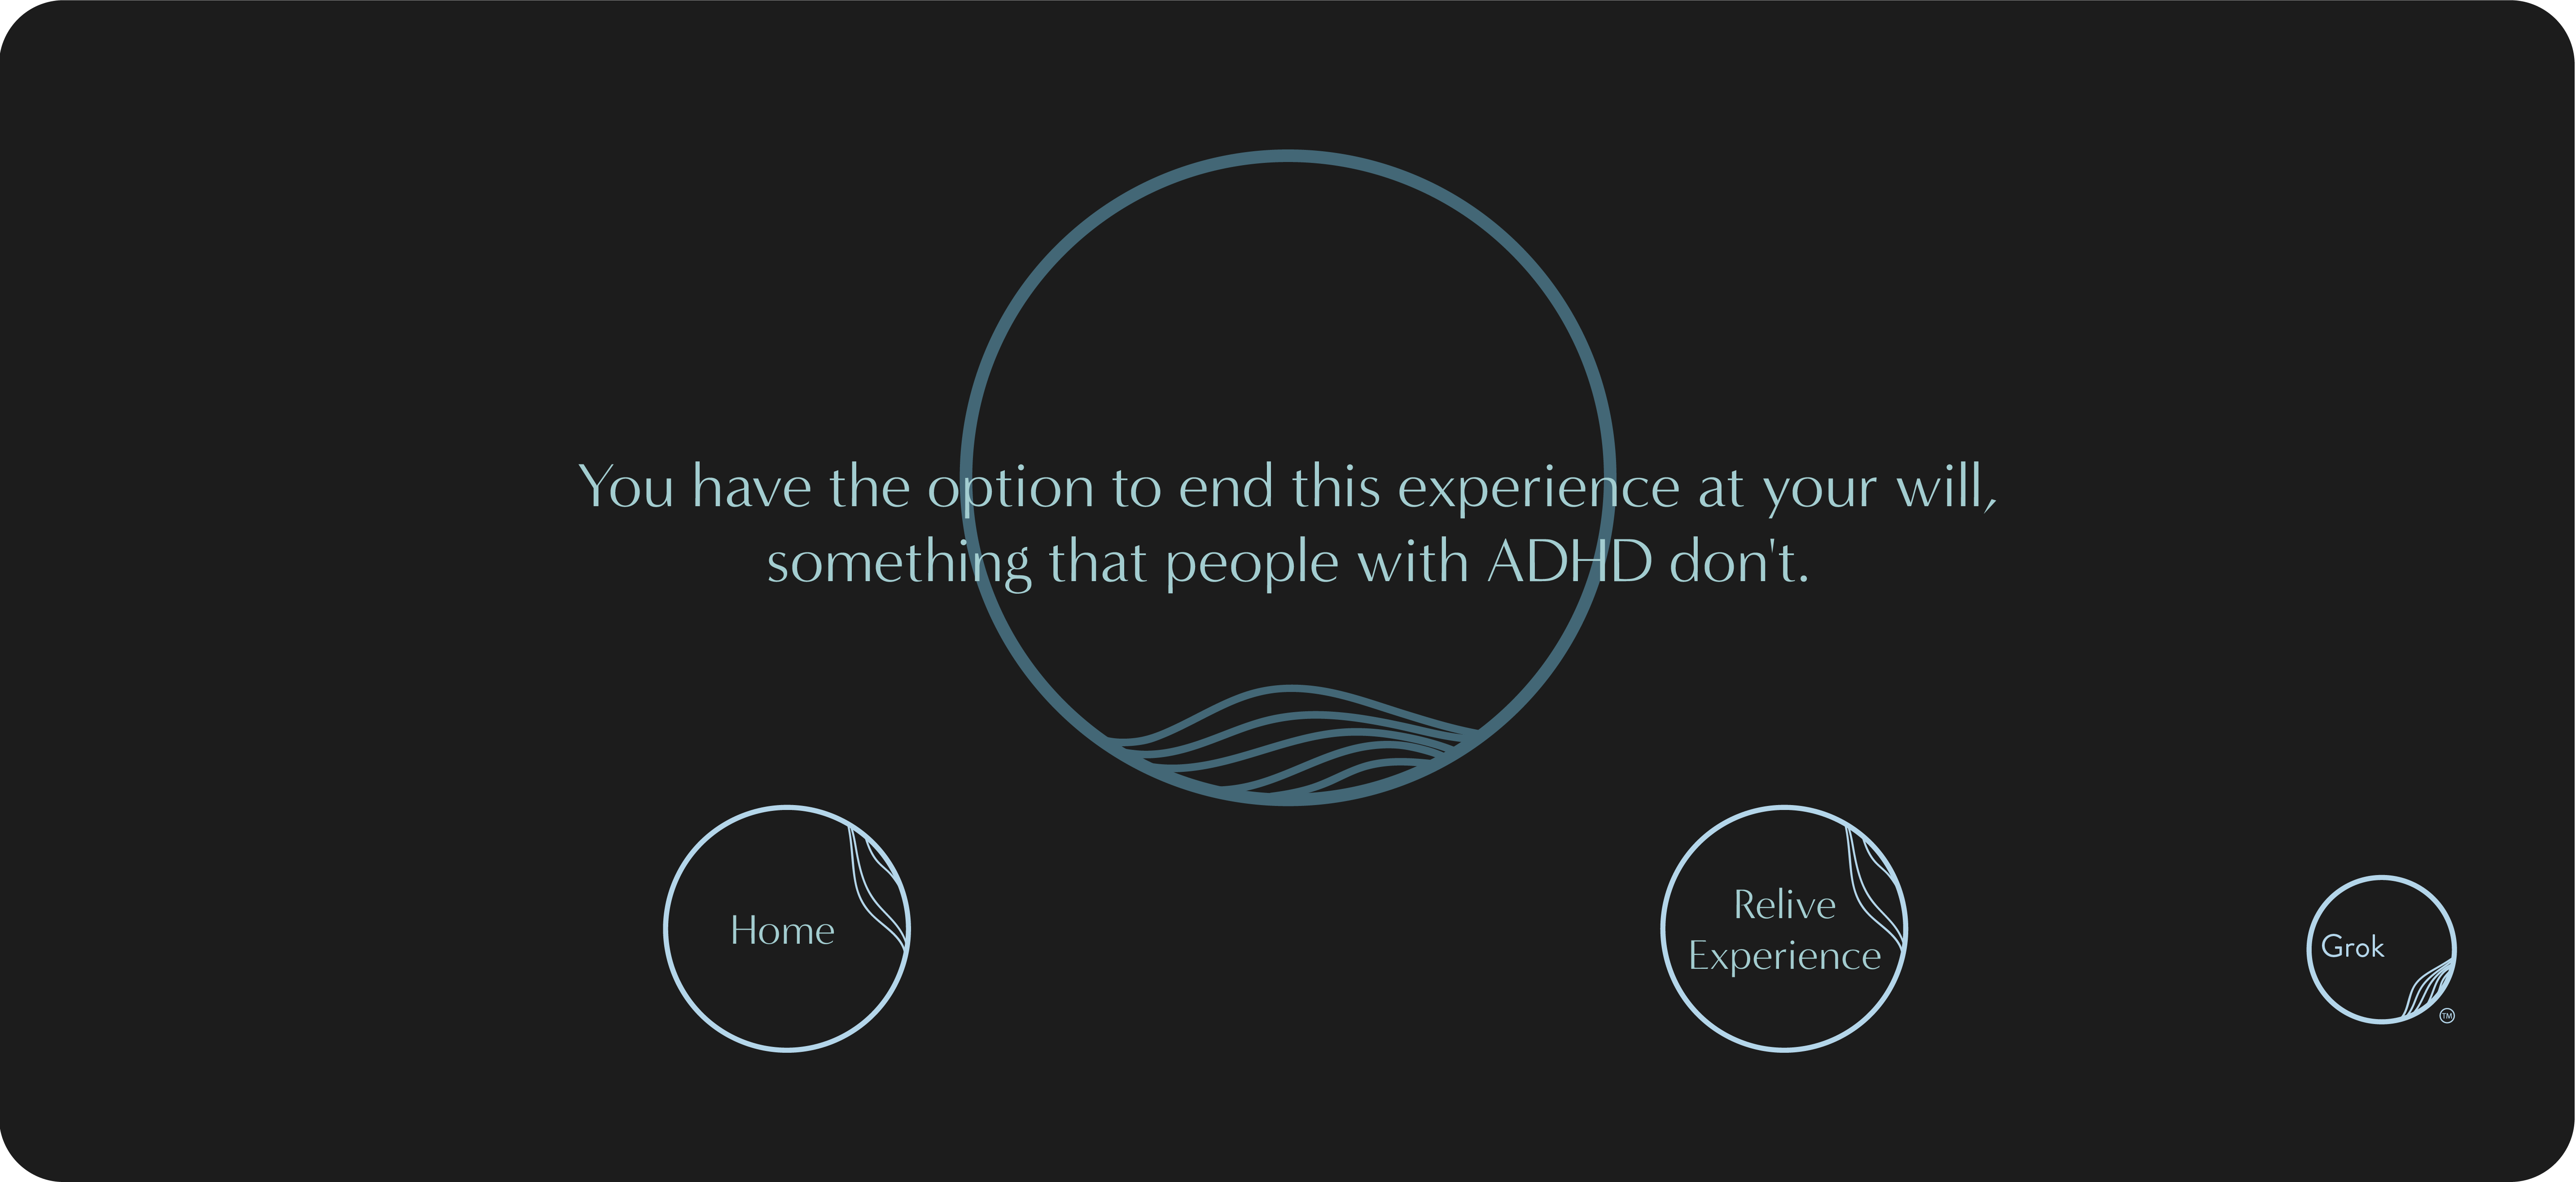 You have the option to end this experience at your will,
something that people with ADHD don't.
Home
Relive
Experience
Grok
TM